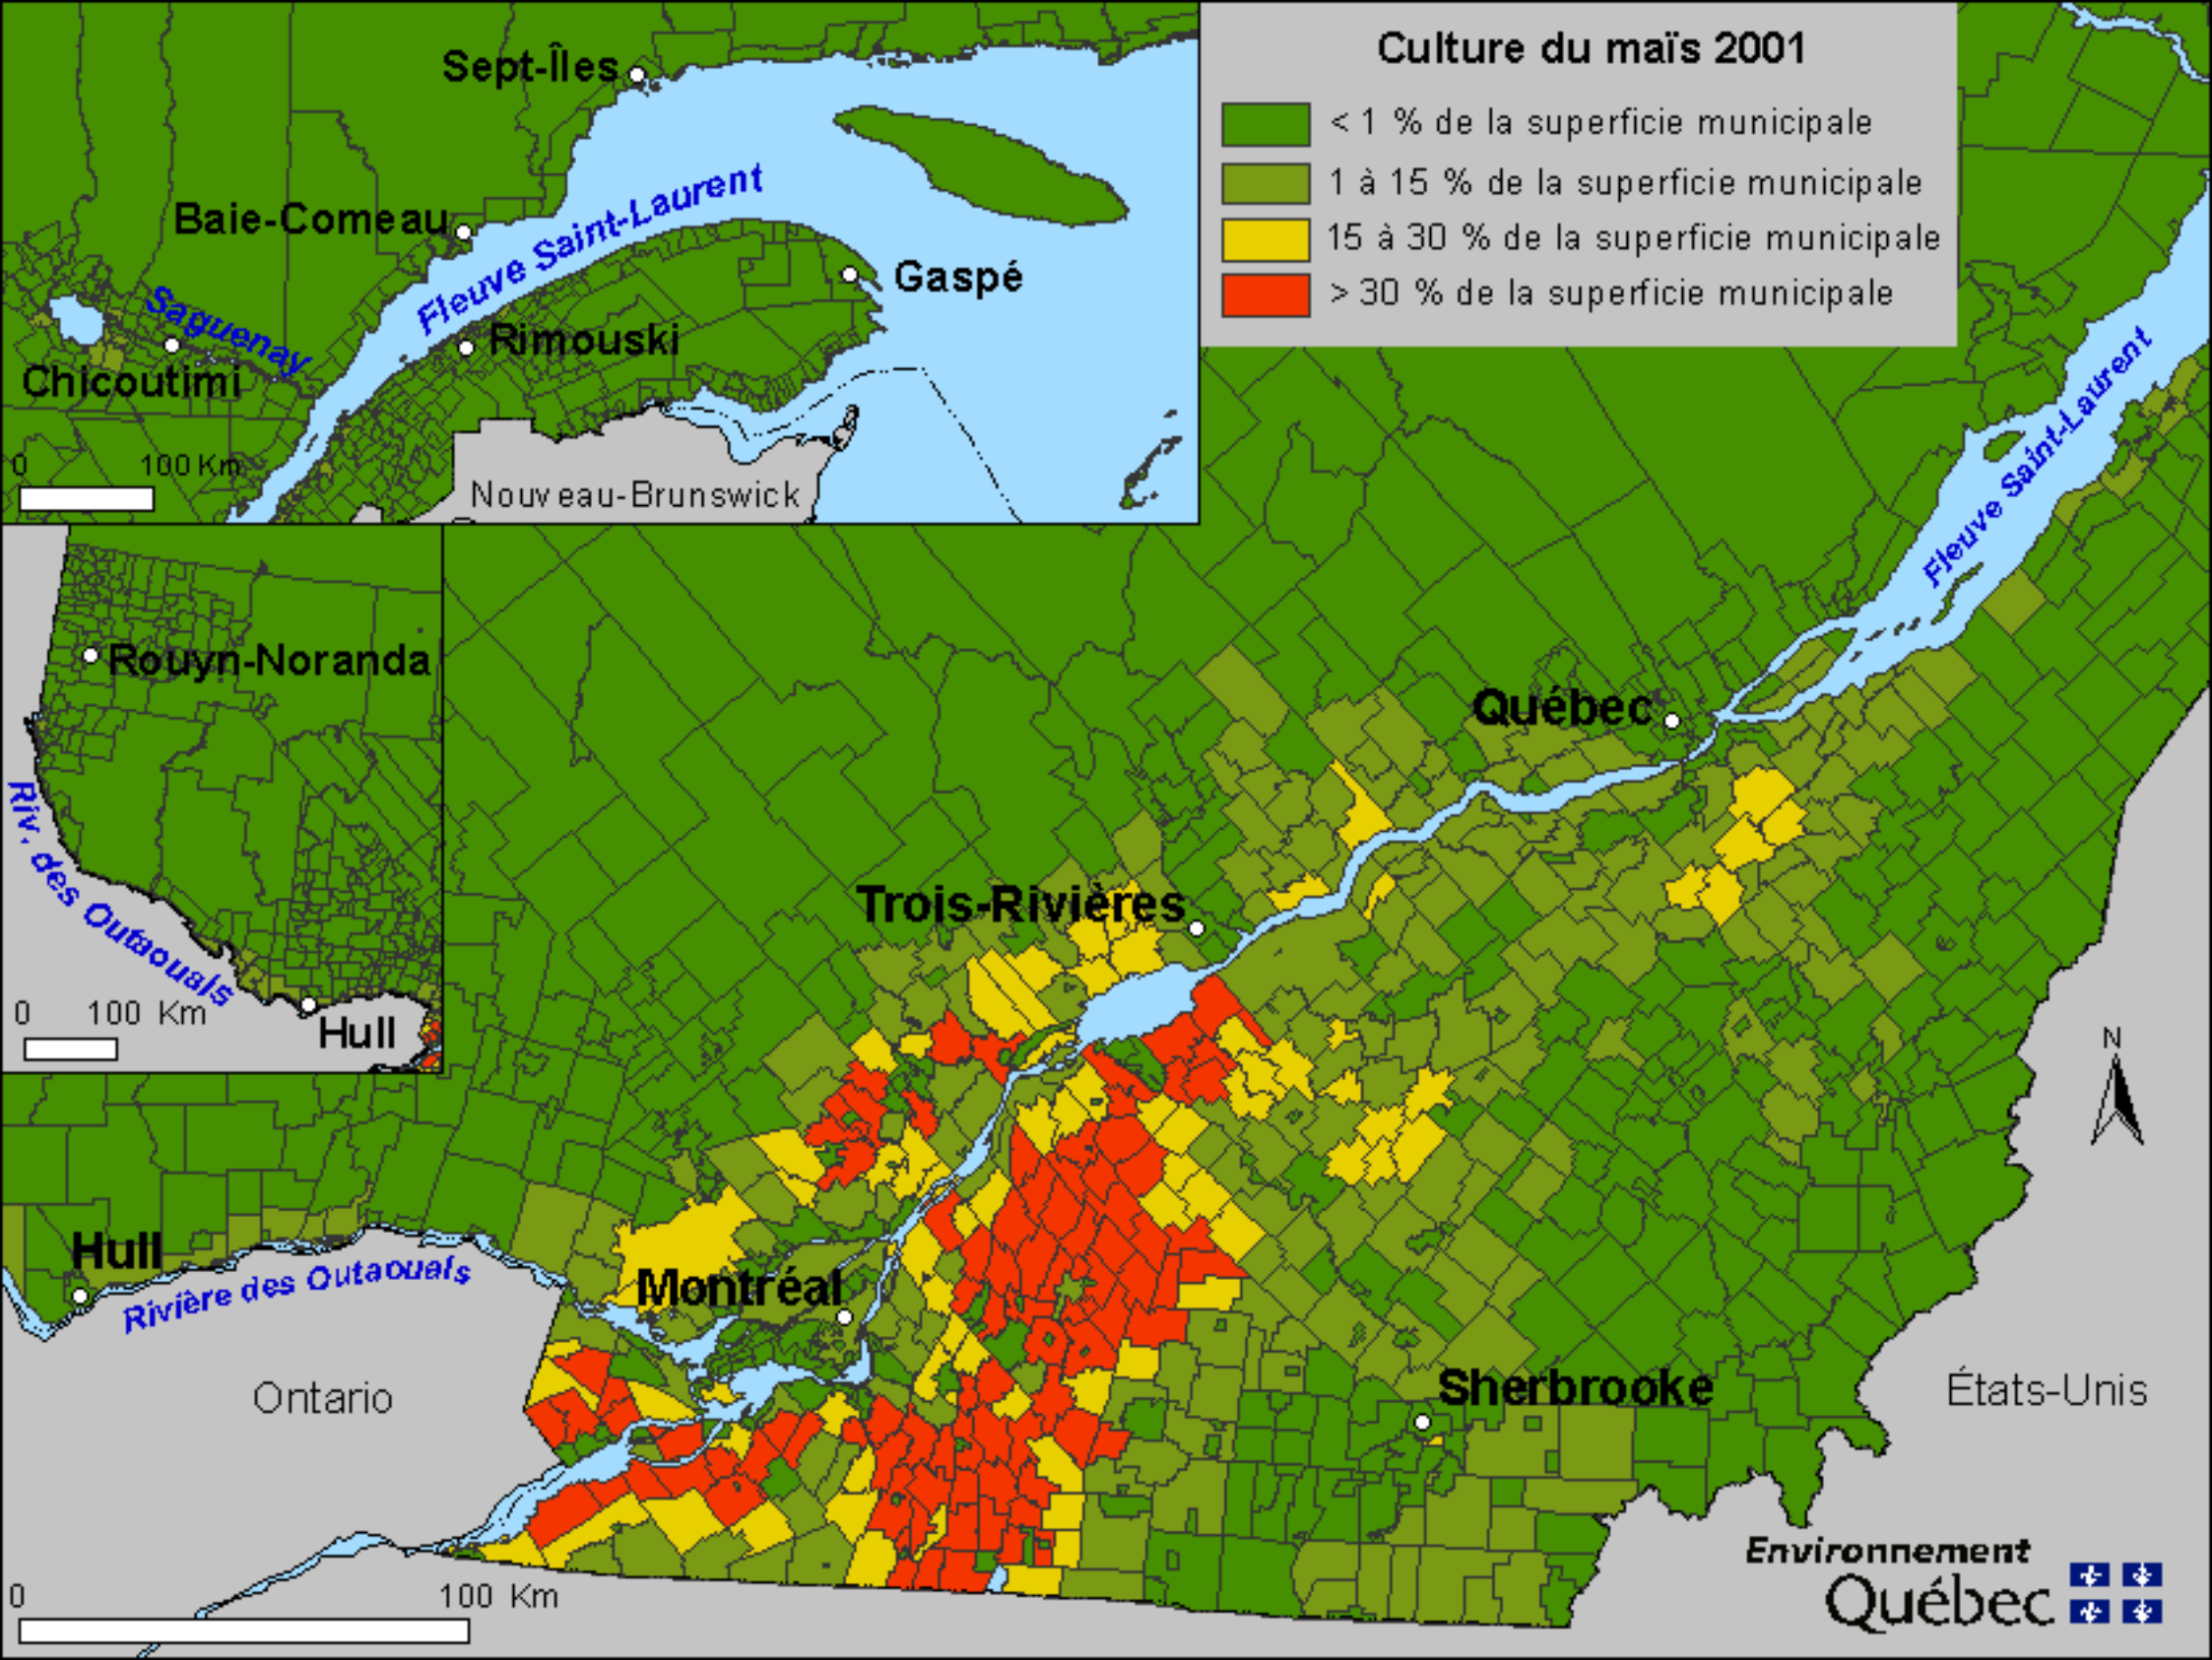 Culture du maïs 2001
< 1 % de la superficie municipale
1 à 15 % de la superficie municipale
15 à 30 % de la superficie municipale
> 30 % de la superficie municipale
Sept-Îles
Baie-Comeau
Fleuve Saint-Laurent
Gaspé
Saguenay
Rimouski
Chicoutimi
0 100 Km
Nouveau-Brunswick
Rouyn-Noranda
Riv. des Outaouais
0 100 Km
Hull
Fleuve Saint-Laurent
Québec
Trois-Rivières
N
Hull
Rivière des Outaouais
Montréal
Ontario
Sherbrooke
États-Unis
0 100 Km
Environnement
Québec